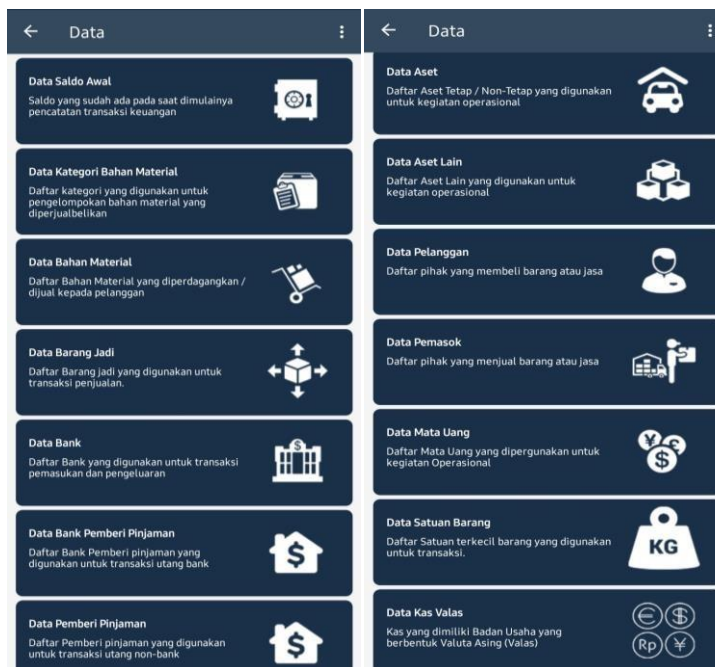 Data
Data Saldo Awal
Saldo yang sudah ada pada saat dimulainya
pencatatan transaksi keuangan
Data Kategori Bahan Material
Daftar kategori yang digunakan untuk
pengelompokan bahan material yang
diperjualbelikan
Data Bahan Material
Daftar Bahan Material yang diperdagangkan /
dijual kepada pelanggan
Data Barang Jadi
Daftar Barang jadi yang digunakan untuk
transaksi penjualan.
Data Bank
Daftar Bank yang digunakan untuk transaksi
pemasukan dan pengeluaran
Data Bank Pemberi Pinjaman
Daftar Bank Pemberi pinjaman yang
digunakan untuk transaksi utang bank
Data Pemberi Pinjaman
Daftar Pemberi pinjaman yang digunakan
untuk transaksi utang non-bank
Data
Data Aset
Daftar Aset Tetap / Non-Tetap yang digunakan
untuk kegiatan operasional
Data Aset Lain
Daftar Aset Lain yang digunakan untuk
kegiatan operasional
Data Pelanggan
Daftar pihak yang membeli barang atau jasa
Data Pemasok
Daftar pihak yang menjual barang atau jasa
Data Mata Uang
Daftar Mata Uang yang dipergunakan untuk
kegiatan Operasional
Data Satuan Barang
Daftar Satuan terkecil barang yang digunakan
untuk transaksi.
KG
Data Kas Valas
Kas yang dimiliki Badan Usaha yang
berbentuk Valuta Asing (Valas)
€ $
Rp ¥